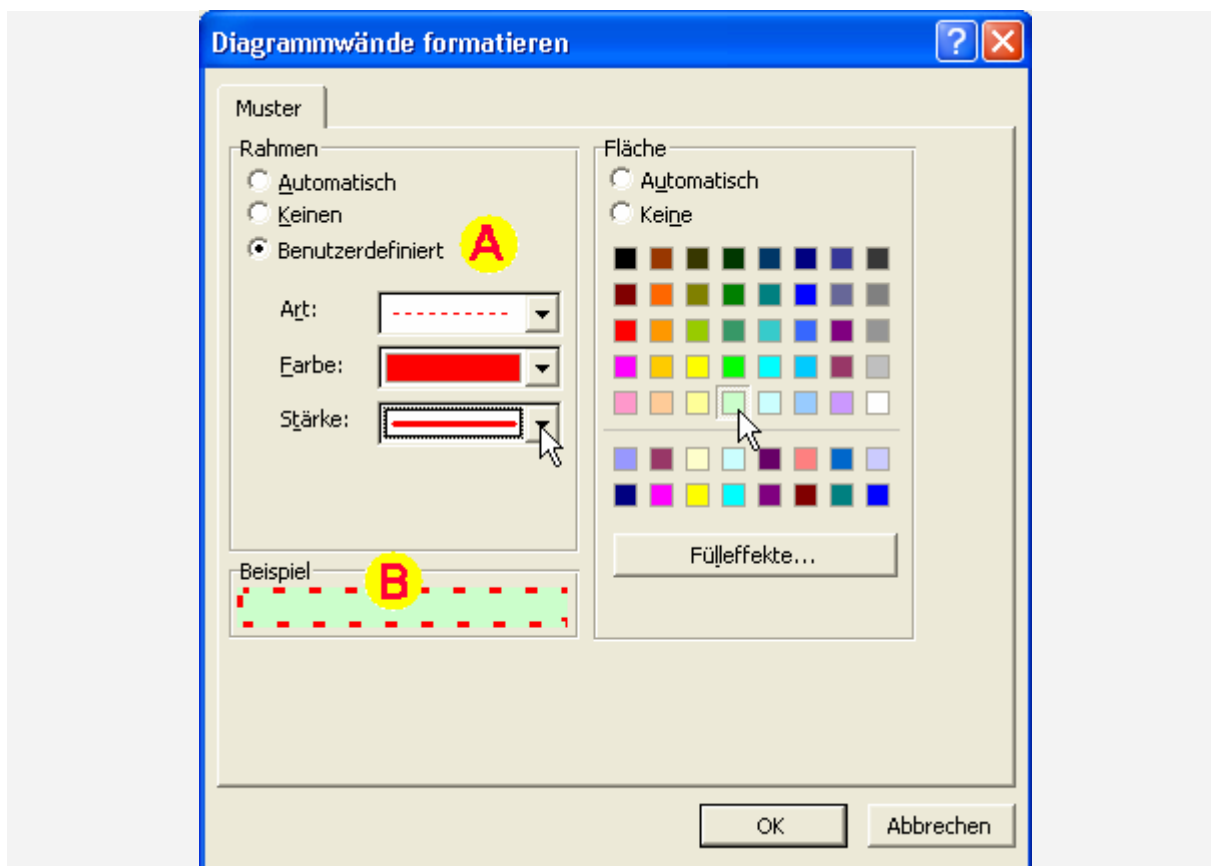 Diagrammwände formatieren
?
Muster
Rahmen
Automatisch
Keinen
Benutzerdefiniert
A
Art:
Farbe:
Stärke:
Beispiel
B
Fläche
Automatisch
Keine
Fülleffekte...
OK
Abbrechen